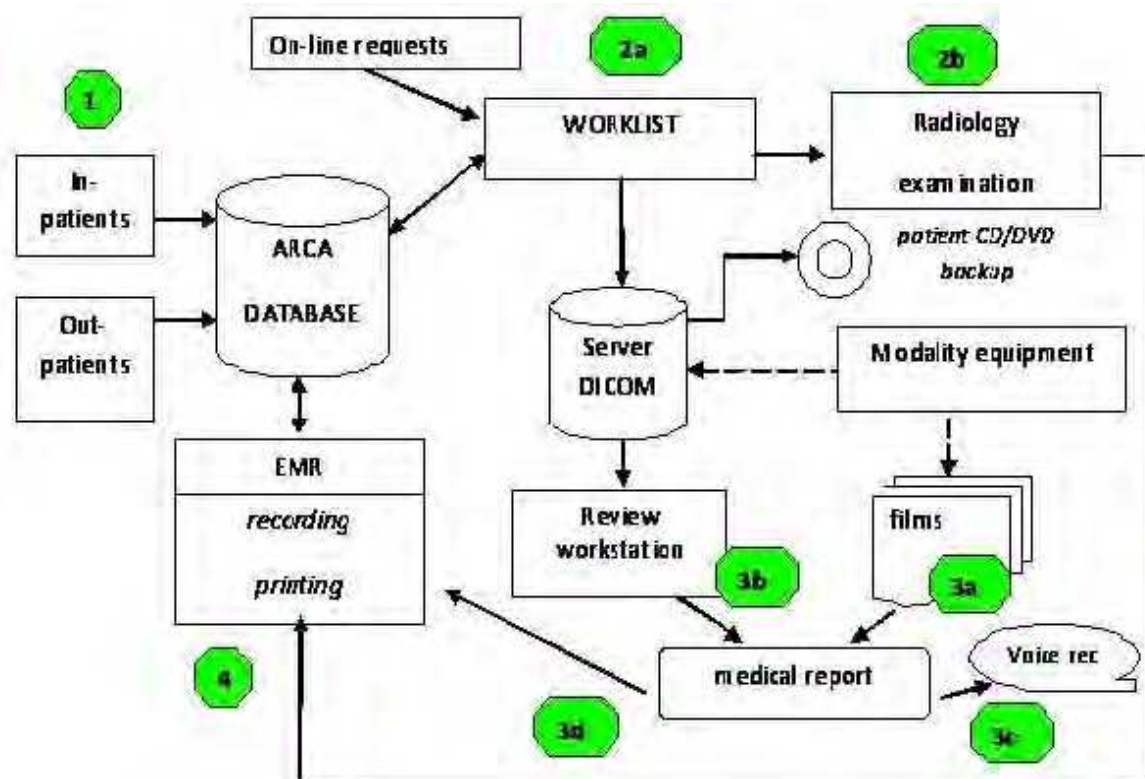 On-line requests
2a
2b
1
WORKLIST
Radiology
examination
In-
patients
ARCA
DATABASE
patient CD/DVD
backup
Out-
patients
Server
DICOM
Modality equipment
EMR
recording
printing
Review
workstation
films
3b
3a
medical report
Voice rec
4
3d
3c